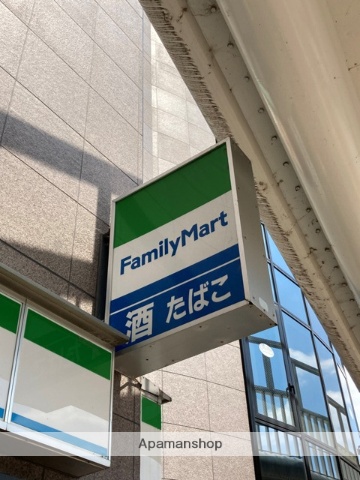 FamilyMart
酒 たばこ
Apamanshop